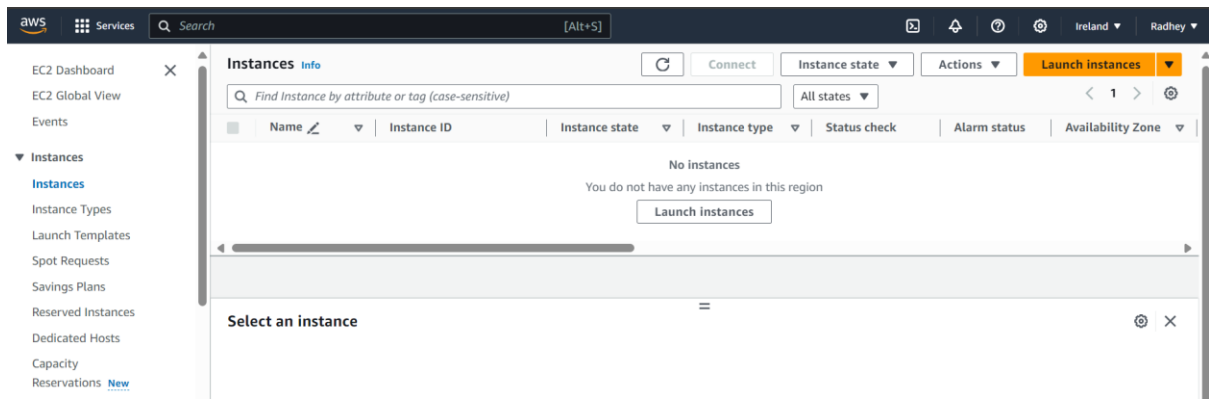 aws Services Search [Alt+S] Ireland Radhey
EC2 Dashboard
EC2 Global View
Events
Instances
Instances
Instance Types
Launch Templates
Spot Requests
Savings Plans
Reserved Instances
Dedicated Hosts
Capacity
Reservations New
Instances Info Connect Instance state Actions Launch instances
Find Instance by attribute or tag (case-sensitive) All states 1
Name Instance ID Instance state Instance type Status check Alarm status Availability Zone
No instances
You do not have any instances in this region
Launch instances
Select an instance